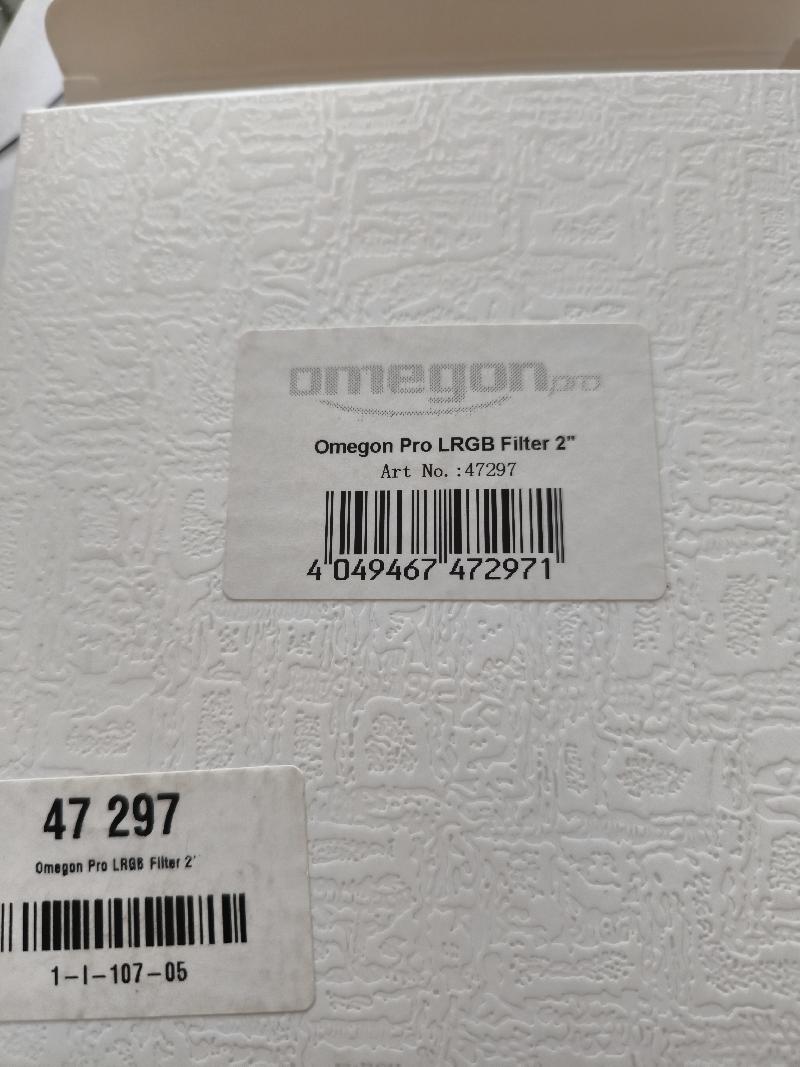 omegon pro
Omegon Pro LRGB Filter 2"
Art No.:47297
4 049467 472971
47 297
Omegon Pro LRGB Filter 2'
1-I-107-05